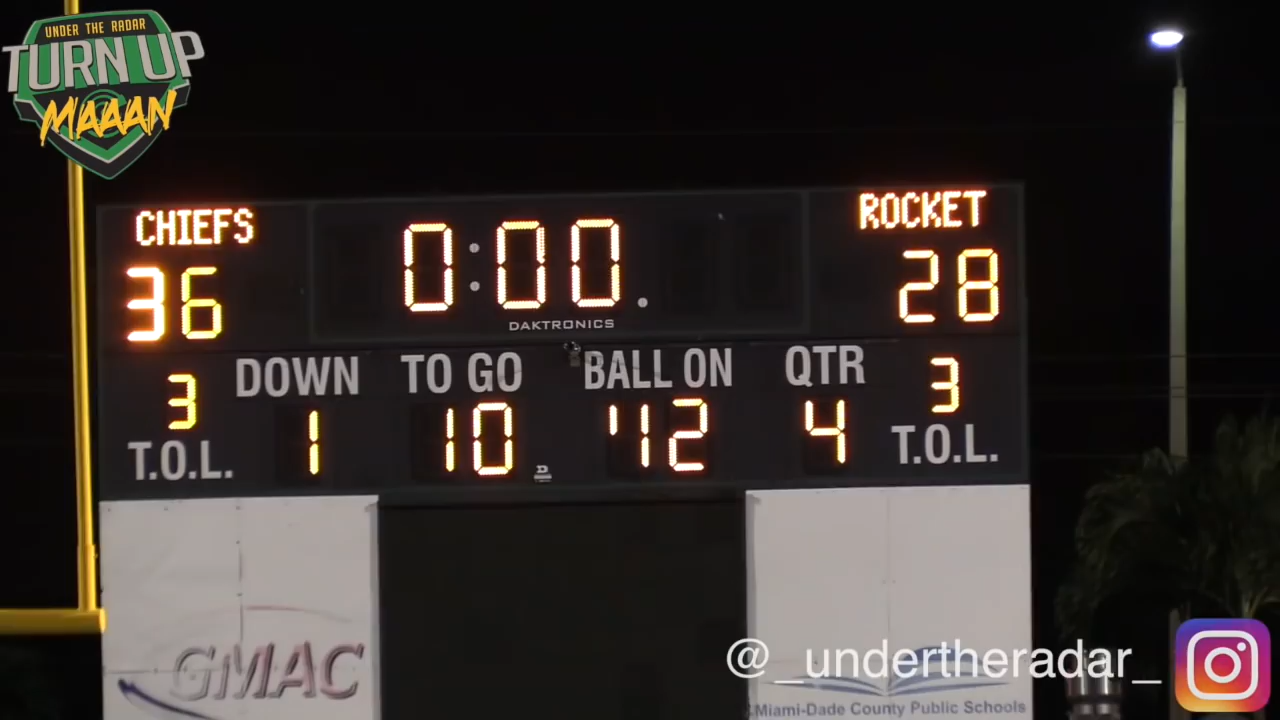 UNDER THE RADAR
TURN UP
MAAAN
CHIEFS
0:00.
ROCKET
36
28
DAKTRONICS
DOWN
TO GO
BALL ON
QTR
3
1
10
'12
4
3
T.O.L.
T.O.L.
GMAC
@_undertheradar_
Miami-Dade County Public Schools